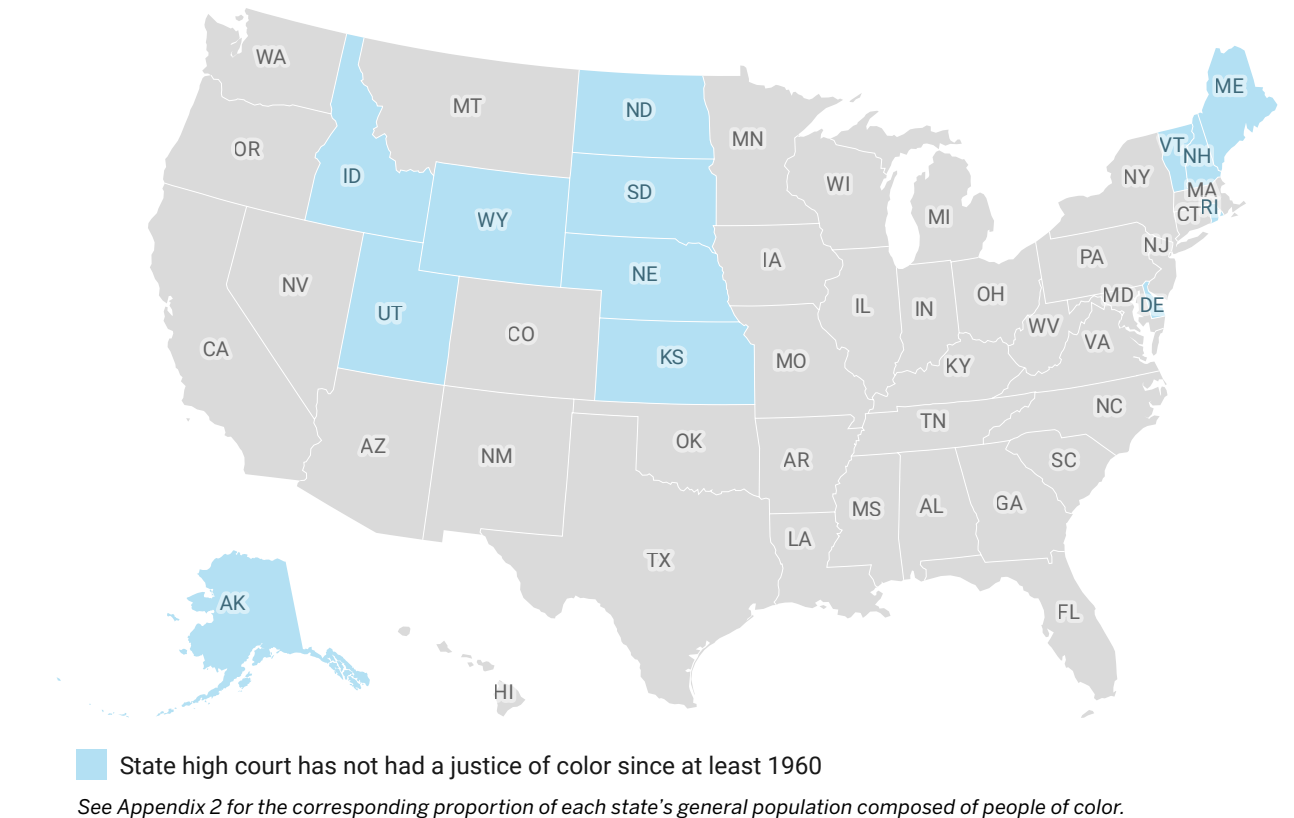 WA
MT
ND
MN
ME
OR
ID
SD
WI
VT
NH
NY
MA
WY
MI
CT
RI
NE
IA
PA
NJ
NV
UT
IL
IN
OH
MD
DE
CO
WV
VA
CA
KS
MO
KY
NC
TN
AZ
NM
OK
AR
SC
MS
AL
GA
LA
TX
AK
FL
HI
State high court has not had a justice of color since at least 1960
See Appendix 2 for the corresponding proportion of each state’s general population composed of people of color.